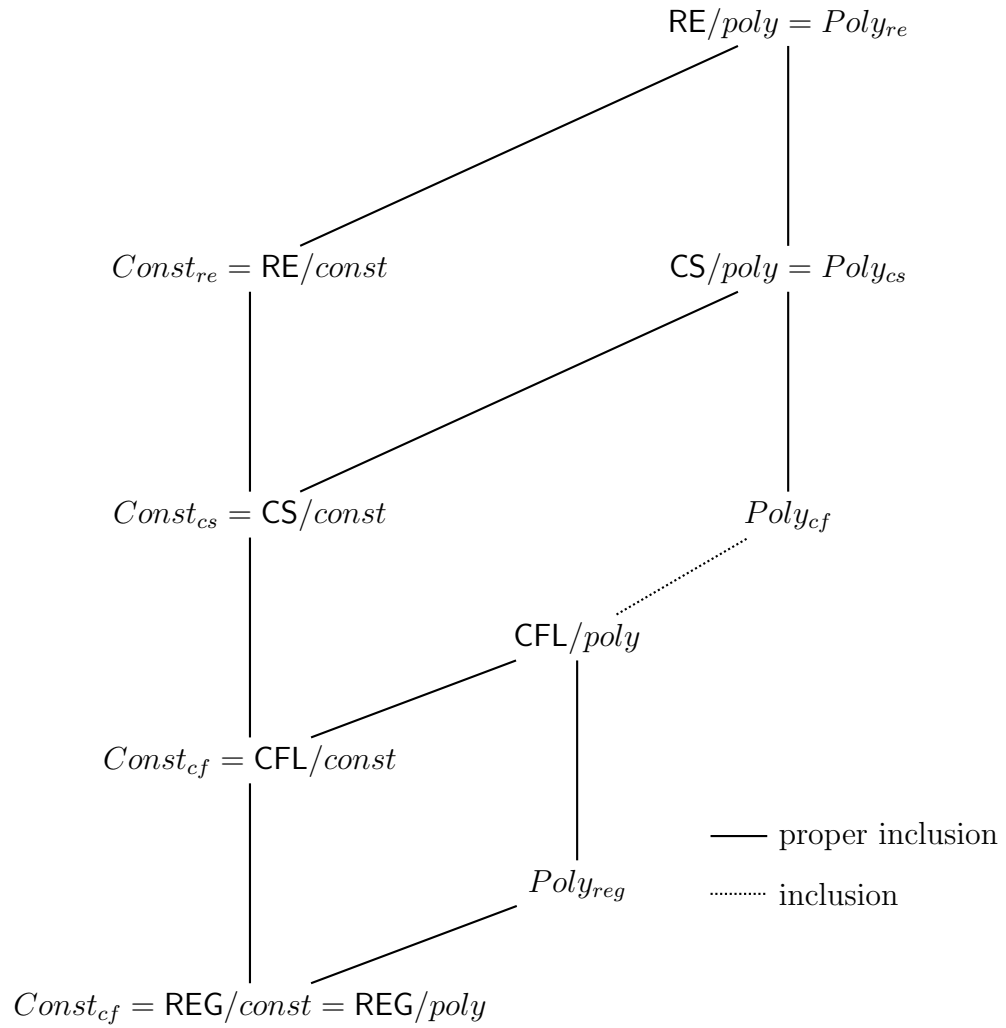 RE/poly = Poly_re
Const_re = RE/const
CS/poly = Poly_cs
Const_cs = CS/const
Poly_cf
CFL/poly
Const_cf = CFL/const
proper inclusion
Poly_reg
inclusion
Const_cf = REG/const = REG/poly